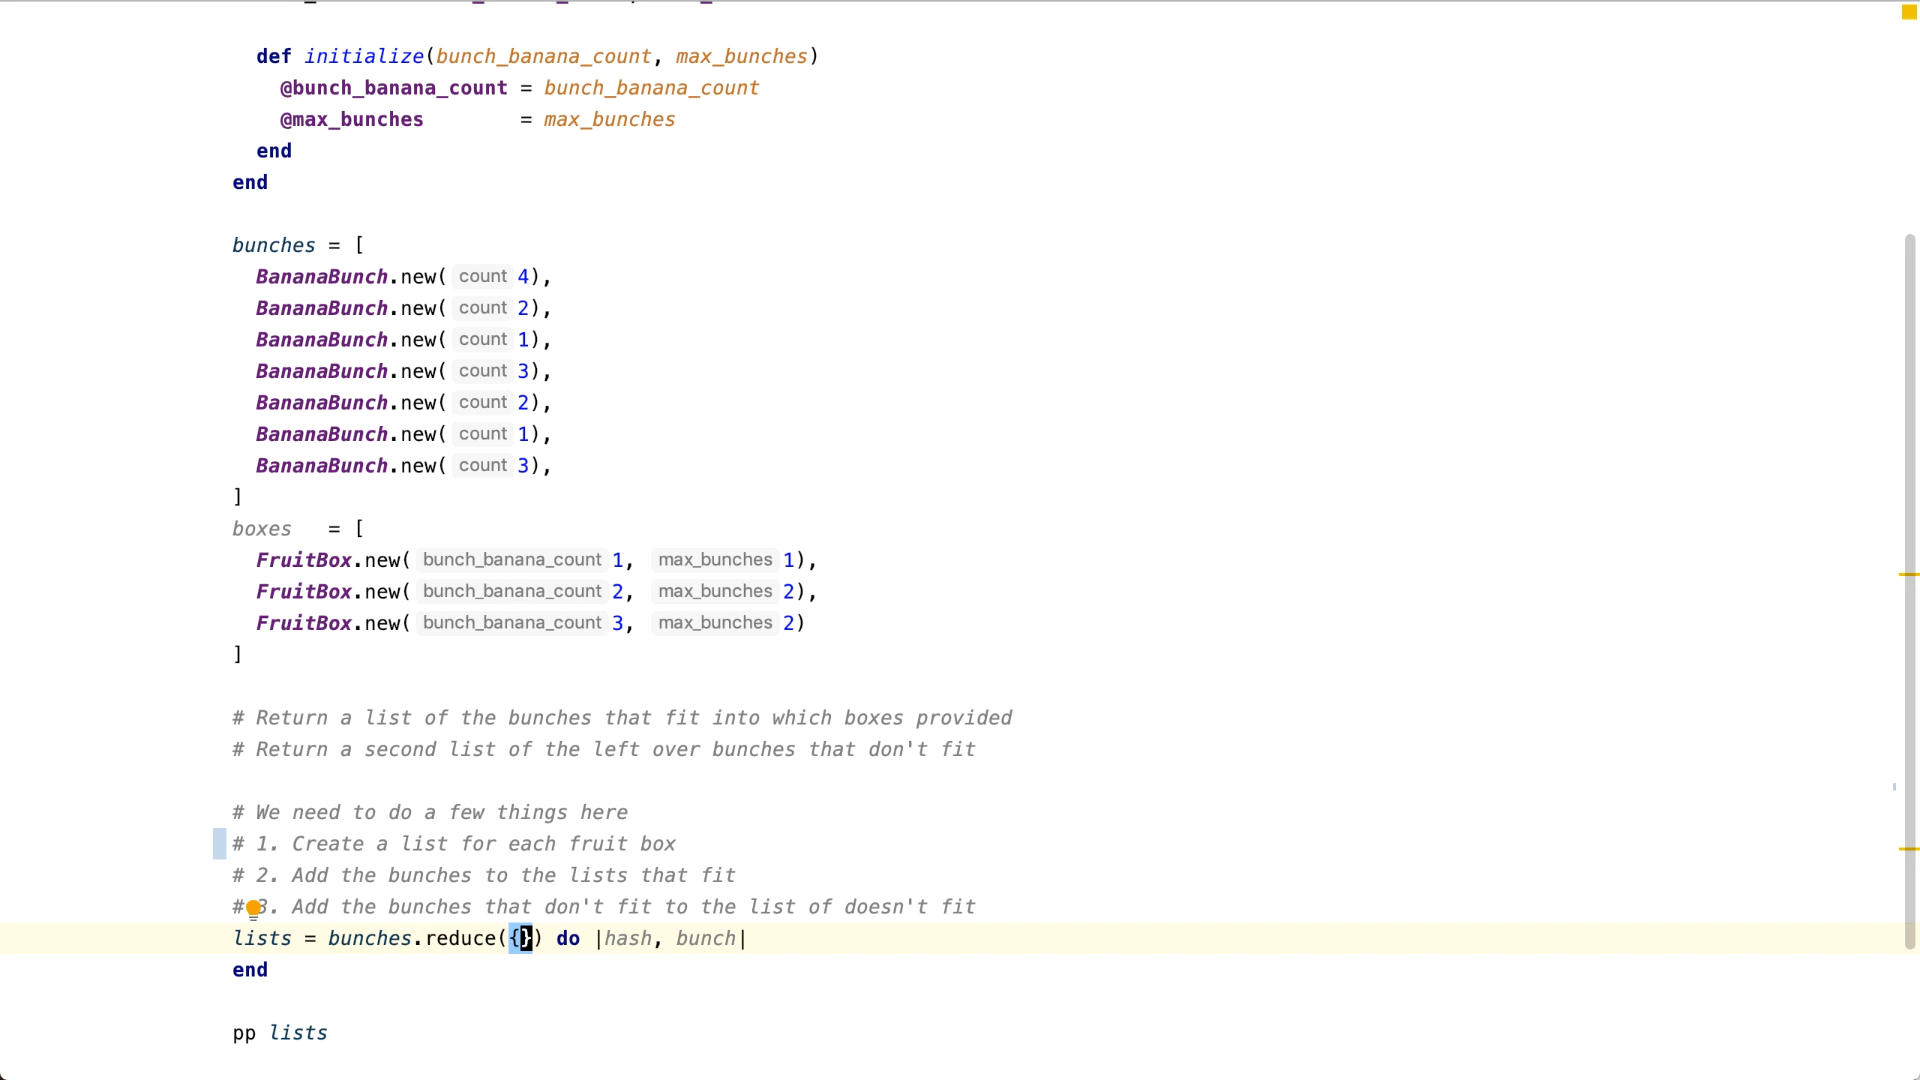 def initialize(bunch_banana_count, max_bunches)
@bunch_banana_count = bunch_banana_count
@max_bunches = max_bunches
end
end
bunches = [
BananaBunch.new( count 4),
BananaBunch.new( count 2),
BananaBunch.new( count 1),
BananaBunch.new( count 3),
BananaBunch.new( count 2),
BananaBunch.new( count 1),
BananaBunch.new( count 3),
]
boxes = [
FruitBox.new( bunch_banana_count 1, max_bunches 1),
FruitBox.new( bunch_banana_count 2, max_bunches 2),
FruitBox.new( bunch_banana_count 3, max_bunches 2)
]
# Return a list of the bunches that fit into which boxes provided
# Return a second list of the left over bunches that don't fit
# We need to do a few things here
# 1. Create a list for each fruit box
# 2. Add the bunches to the lists that fit
# 3. Add the bunches that don't fit to the list of doesn't fit
lists = bunches.reduce({}) do |hash, bunch|
end
pp lists